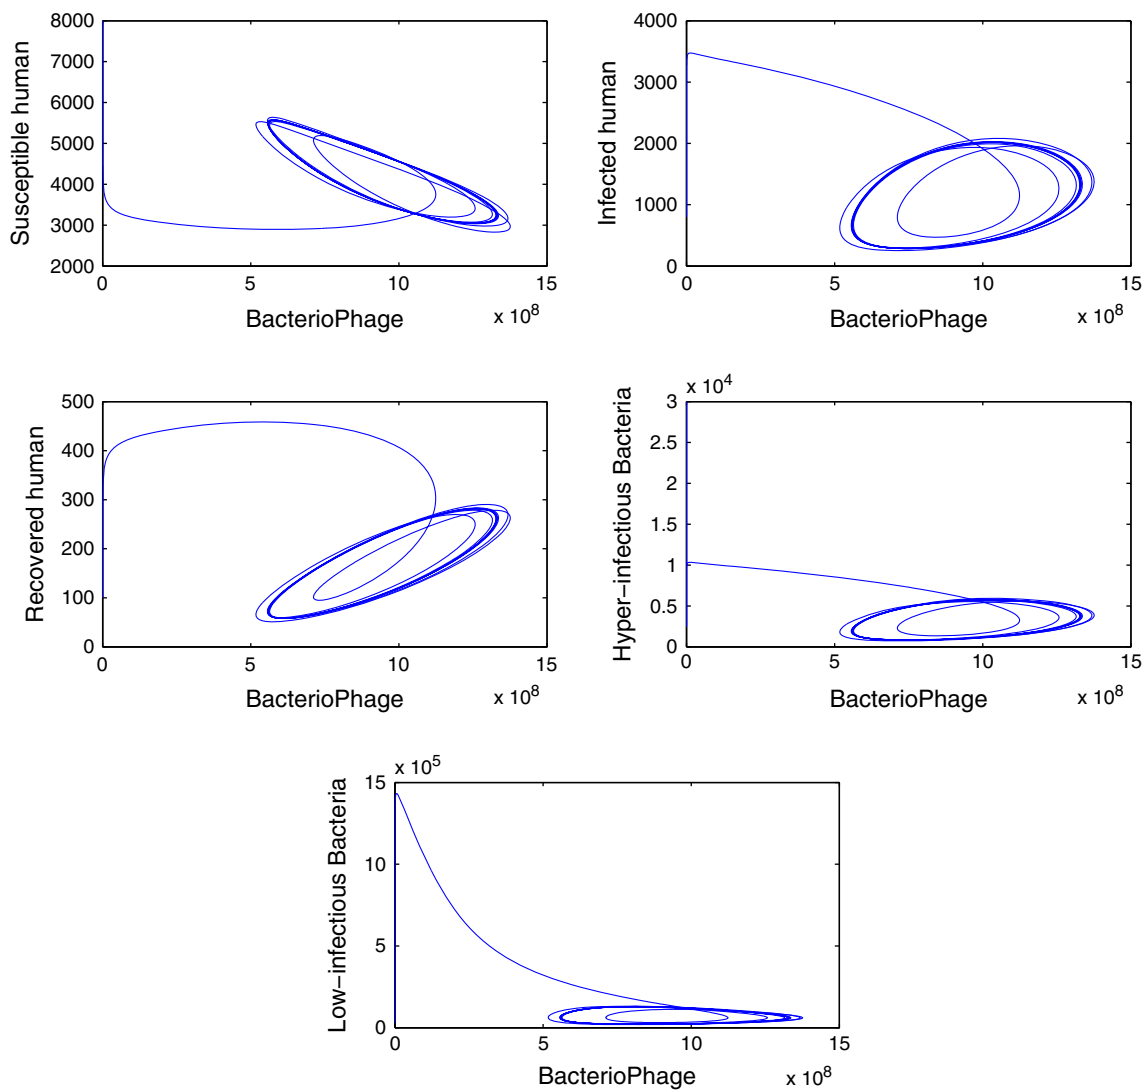 8000
7000
6000
5000
4000
3000
2000
Susceptible human
0
5
10
15
BacterioPhage
x 10^8
4000
3000
2000
1000
0
Infected human
0
5
10
15
BacterioPhage
x 10^8
500
400
300
200
100
0
Recovered human
0
5
10
15
BacterioPhage
x 10^8
x 10^4
3
2.5
2
1.5
1
0.5
0
Hyper−infectious Bacteria
0
5
10
15
BacterioPhage
x 10^8
x 10^5
15
10
5
0
Low−infectious Bacteria
0
5
10
15
BacterioPhage
x 10^8